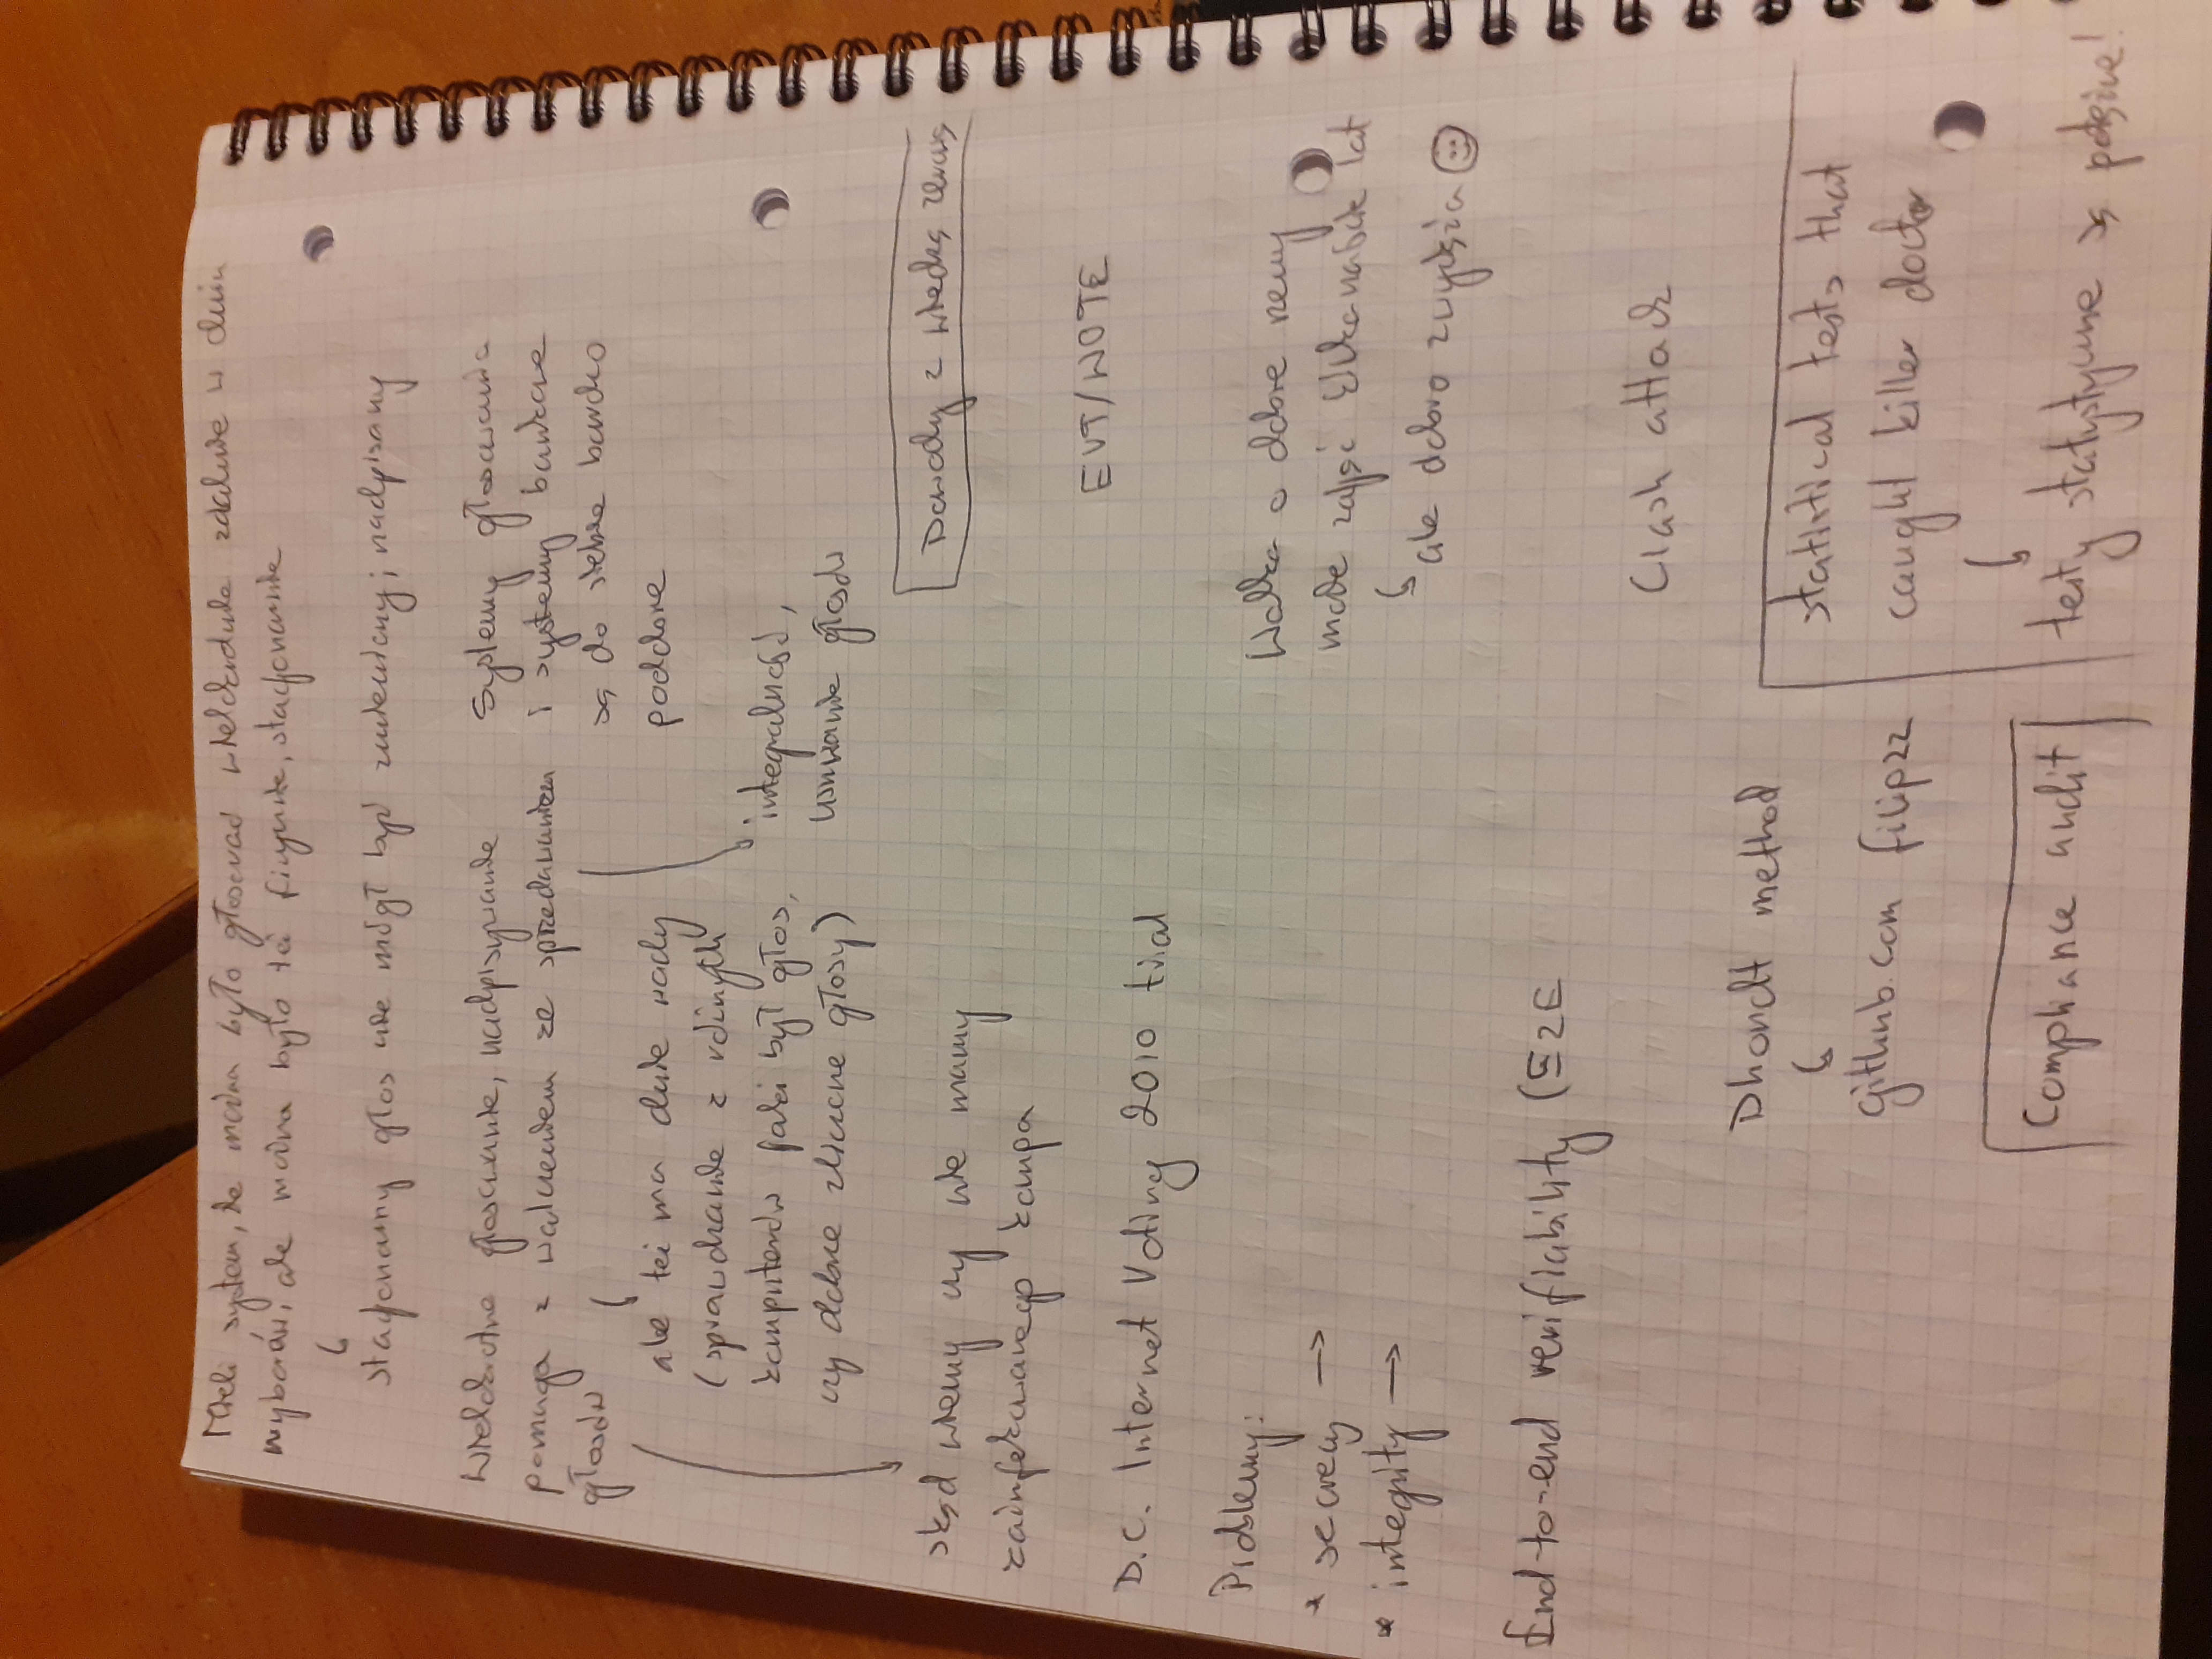 Mieli system, że można było głosować wielokrotnie zdalnie w dniu
wyborów, ale można było też fizycznie, stacjonarnie
stacjonarny głos nie mógł być zmieniony; nadpisany
Wielokrotne głosowanie, nadpisywanie
pomaga z walczeniem ze sprzedawaniem
głosów
ale też ma duże wady
(sprawdzanie z różnych
komputerów jaki był głos,
czy dobrze zliczone głosy)
Systemy głosowania
i systemy bankowe
są do siebie bardzo
podobne
integralność,
usuwanie głosów
Dowody z wiedzą zerową
skąd wiemy czy nie mamy
zainfekowanego kompa
EVT/WOTE
D.C. Internet Voting 2010 trial
Problemy:
* secrecy →
* integrity →
Walka o dobre rzeczy
może zająć kilkanaście lat
ale dobro zwycięża ☺
End-to-end verifiability (E2E
Clash attack
Dhondt method
github.com filipzz
statistical tests that
caught killer doctor
testy statystyczne są potężne!
Compliance audit